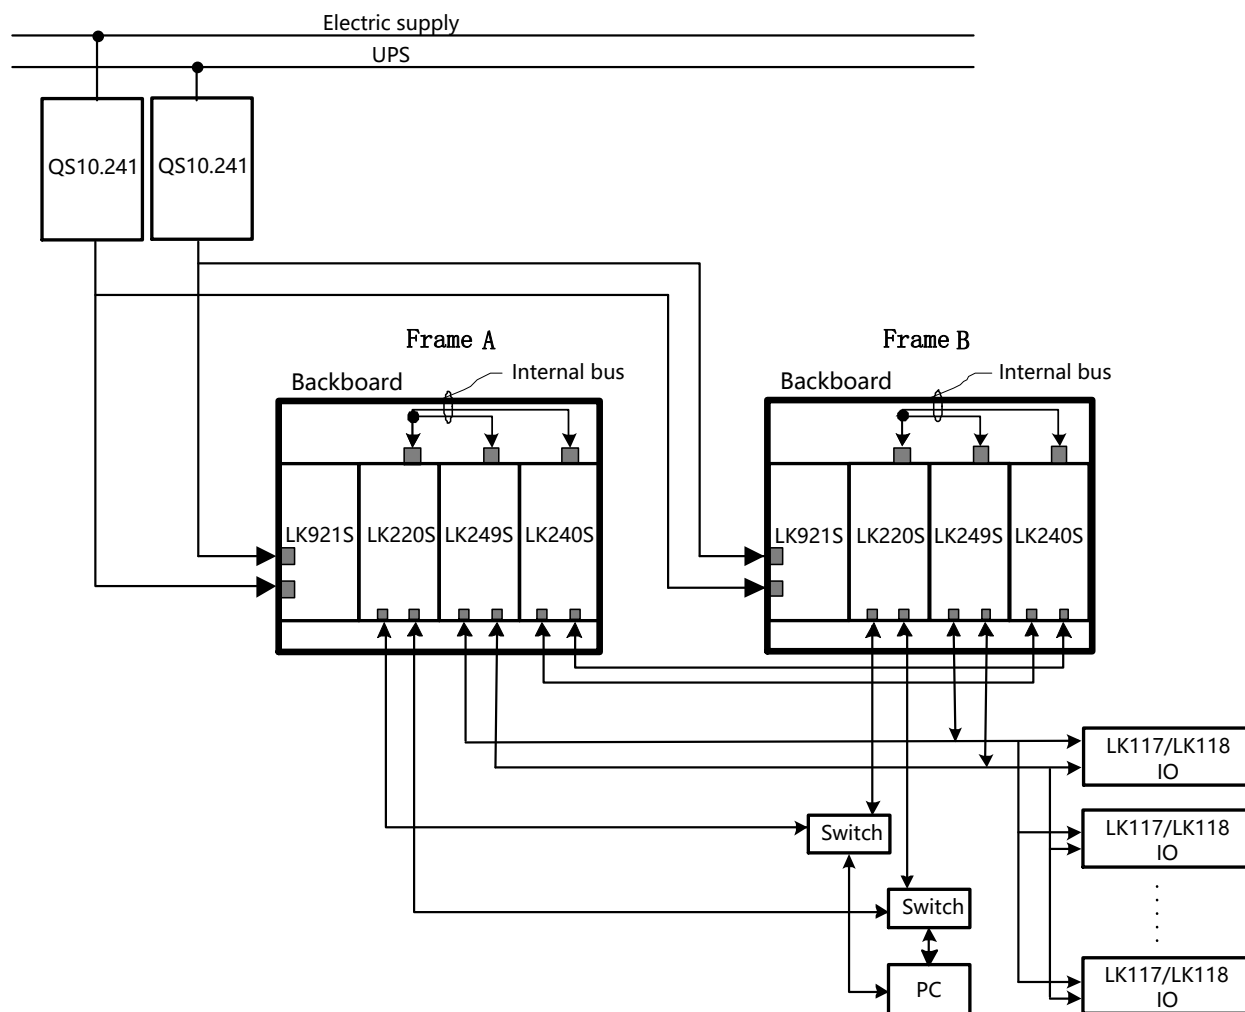 Electric supply
UPS
QS10.241
QS10.241
Frame A
Frame B
Backboard
Internal bus
Backboard
Internal bus
LK921S
LK220S
LK249S
LK240S
LK921S
LK220S
LK249S
LK240S
LK117/LK118
IO
Switch
LK117/LK118
IO
Switch
LK117/LK118
IO
PC